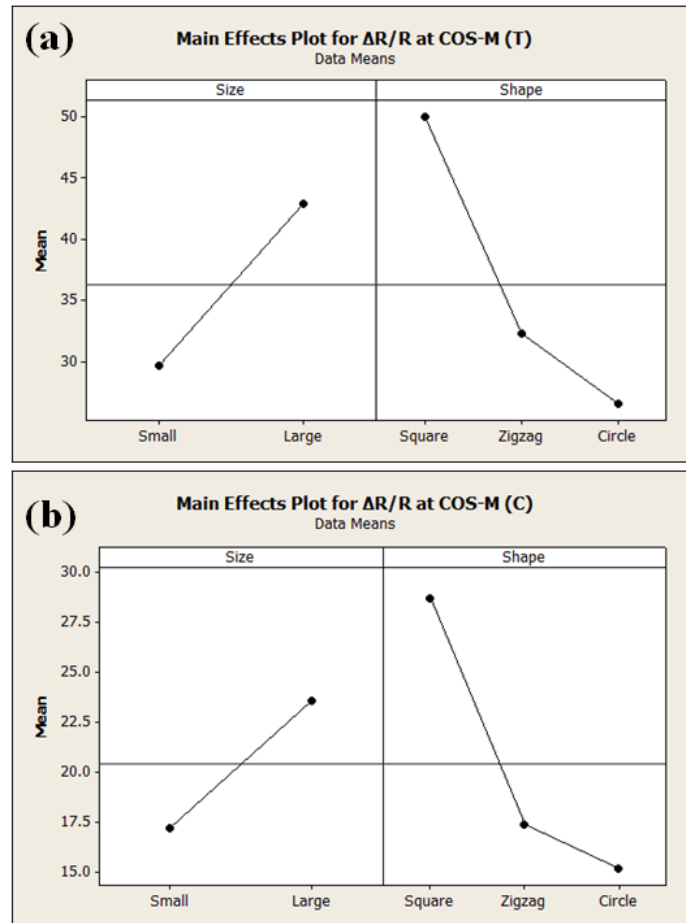 (a)
Main Effects Plot for ΔR/R at COS-M (T)
Data Means
Size Shape
50
45
40
35
30
Mean
Small Large Square Zigzag Circle
(b)
Main Effects Plot for ΔR/R at COS-M (C)
Data Means
Size Shape
30.0
27.5
25.0
22.5
20.0
17.5
15.0
Mean
Small Large Square Zigzag Circle